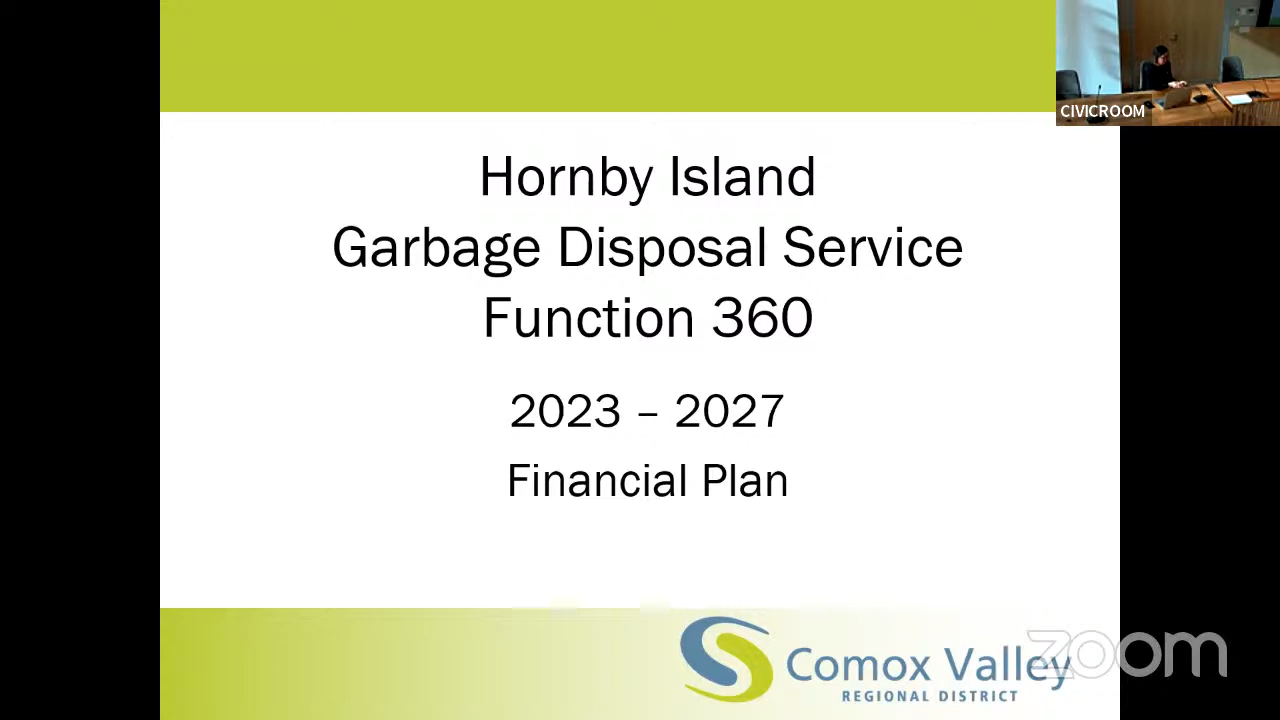 CIVICROOM
Hornby Island
Garbage Disposal Service
Function 360
2023 – 2027
Financial Plan
Comox Valley
REGIONAL DISTRICT
zoom